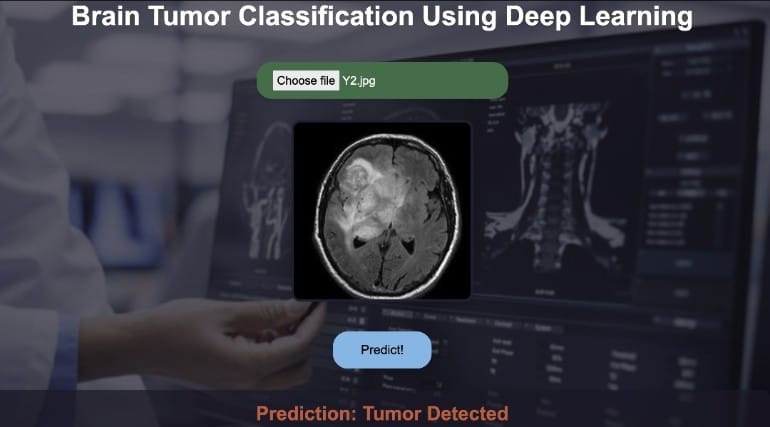 Brain Tumor Classification Using Deep Learning
Choose file Y2.jpg
Predict!
Prediction: Tumor Detected